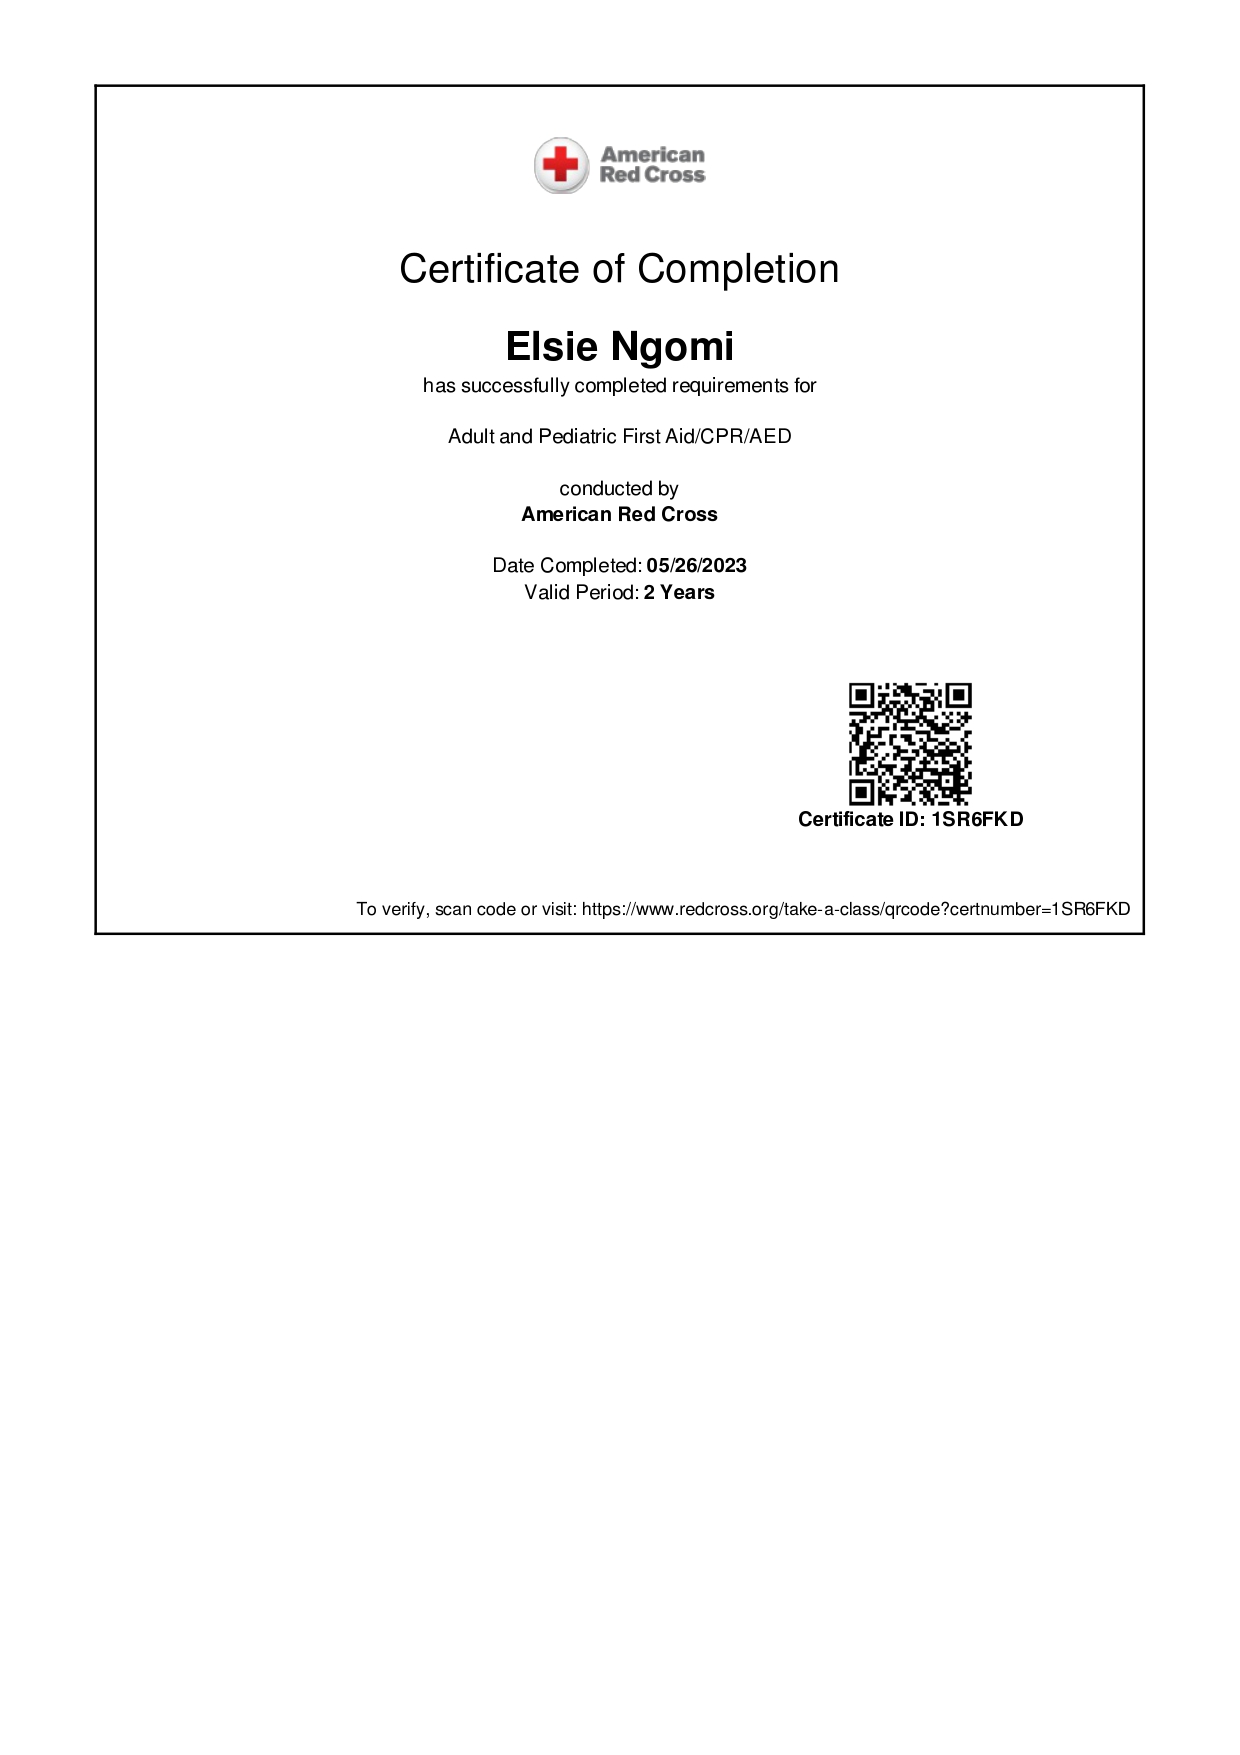 American
Red Cross
Certificate of Completion
Elsie Ngomi
has successfully completed requirements for
Adult and Pediatric First Aid/CPR/AED
conducted by
American Red Cross
Date Completed: 05/26/2023
Valid Period: 2 Years
Certificate ID: 1SR6FKD
To verify, scan code or visit: https://www.redcross.org/take-a-class/qrcode?certnumber=1SR6FKD